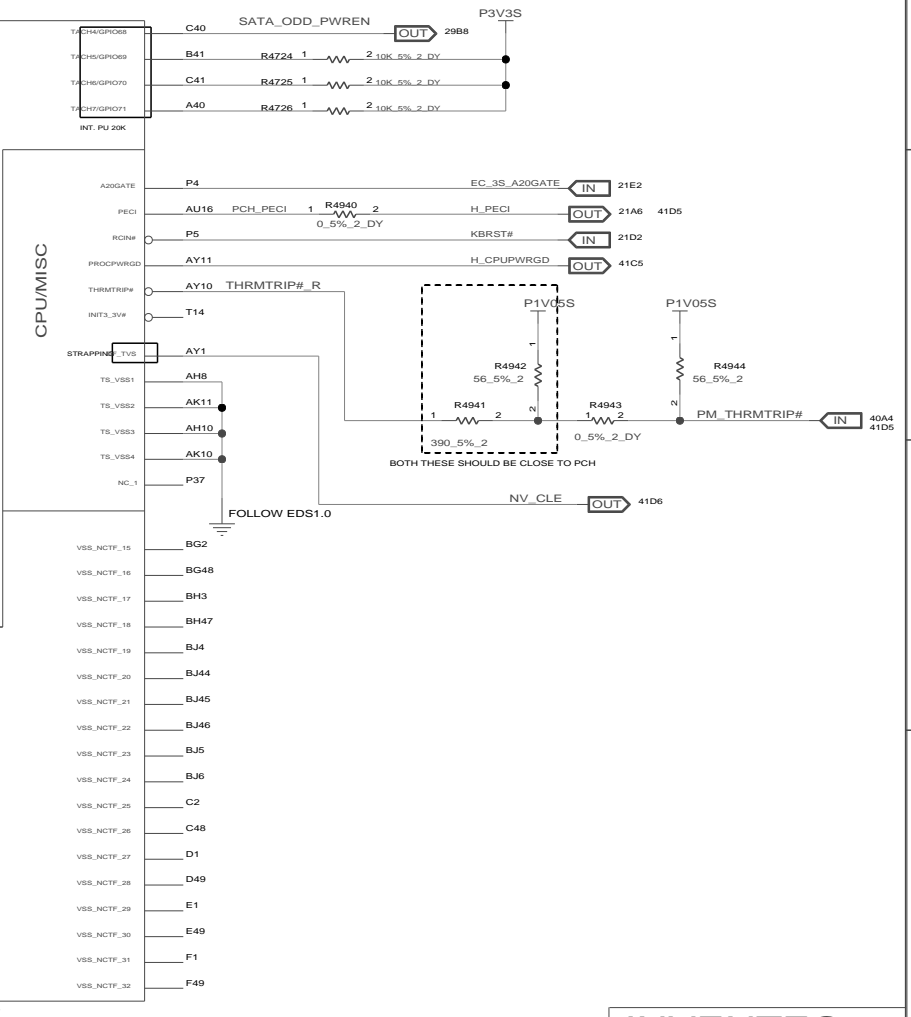 P3V3S
TACH4/GPIO68 C40 SATA_ODD_PWREN OUT 29B8
TACH5/GPIO69 B41 R4724 1 2 10K_5%_2_DY
TACH6/GPIO70 C41 R4725 1 2 10K_5%_2_DY
TACH7/GPIO71 A40 R4726 1 2 10K_5%_2_DY
INT. PU 20K
CPU/MISC
A20GATE P4 EC_3S_A20GATE IN 21E2
PECI AU16 PCH_PECI 1 R4940 2 H_PECI OUT 21A6 41D5
0_5%_2_DY
RCIN# P5 KBRST# IN 21D2
PROCPWRGD AY11 H_CPUPWRGD OUT 41C5
THRMTRIP# AY10 THRMTRIP#_R
P1V05S P1V05S
INIT3_3V# T14
1 1
STRAPPING F_TVS AY1
R4942 R4944
56_5%_2 56_5%_2
TS_VSS1 AH8
TS_VSS2 AK11
2 2
1 R4941 2 1 R4943 2 PM_THRMTRIP# IN 40A4
41D5
390_5%_2 0_5%_2_DY
TS_VSS3 AH10
TS_VSS4 AK10
BOTH THESE SHOULD BE CLOSE TO PCH
NC_1 P37
NV_CLE OUT 41D6
FOLLOW EDS1.0
VSS_NCTF_15 BG2
VSS_NCTF_16 BG48
VSS_NCTF_17 BH3
VSS_NCTF_18 BH47
VSS_NCTF_19 BJ4
VSS_NCTF_20 BJ44
VSS_NCTF_21 BJ45
VSS_NCTF_22 BJ46
VSS_NCTF_23 BJ5
VSS_NCTF_24 BJ6
VSS_NCTF_25 C2
VSS_NCTF_26 C48
VSS_NCTF_27 D1
VSS_NCTF_28 D49
VSS_NCTF_29 E1
VSS_NCTF_30 E49
VSS_NCTF_31 F1
VSS_NCTF_32 F49